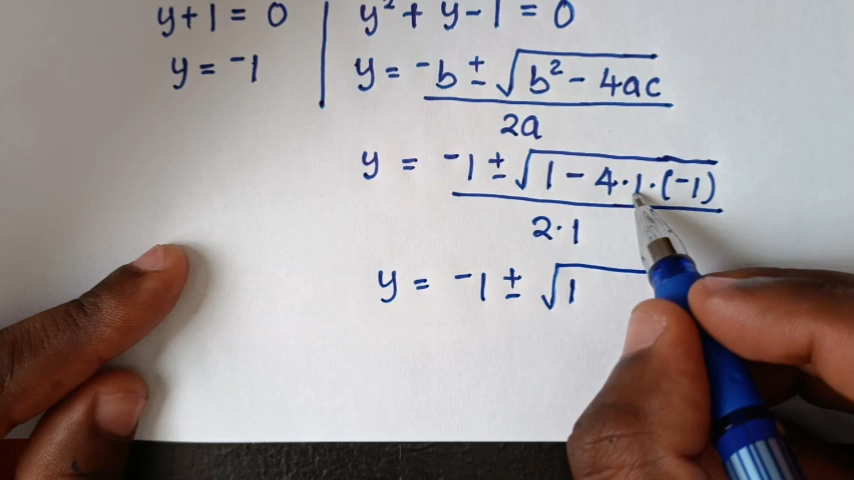 y+1 = 0
y = -1
y² + y - 1 = 0
y = -b ± √(b² - 4ac) / 2a
y = -1 ± √(1 - 4·1·(-1)) / 2·1
y = -1 ± √1